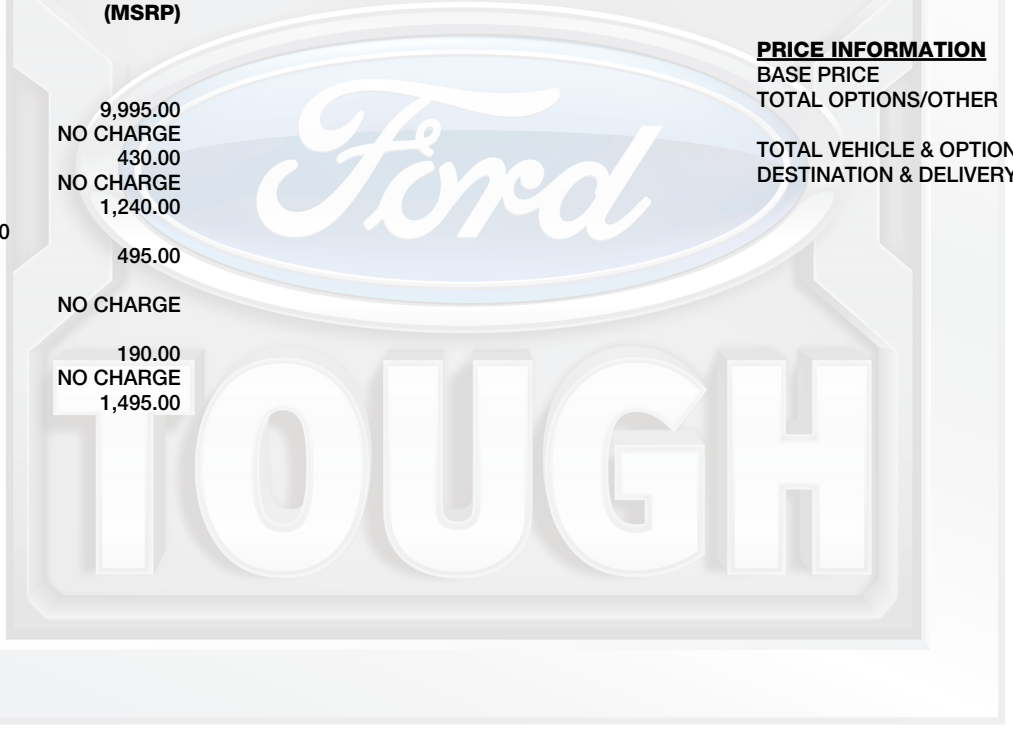 (MSRP)
9,995.00
NO CHARGE
430.00
NO CHARGE
1,240.00
0
495.00
NO CHARGE
190.00
NO CHARGE
1,495.00
PRICE INFORMATION
BASE PRICE
TOTAL OPTIONS/OTHER
TOTAL VEHICLE & OPTION
DESTINATION & DELIVERY
Ford
TOUGH